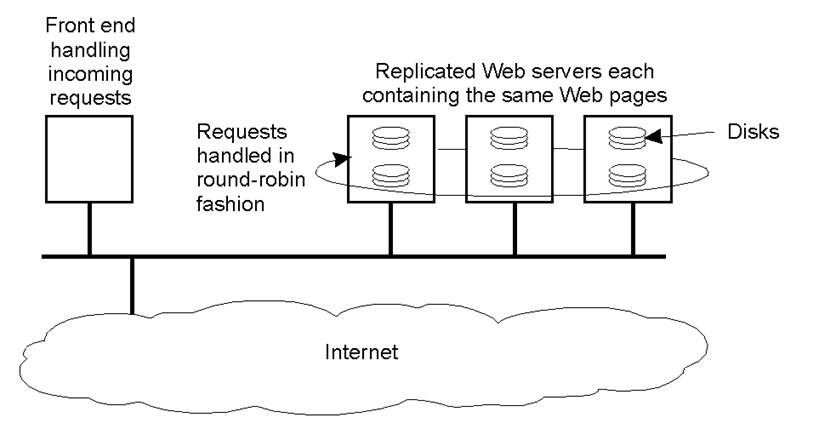 Front end
handling
incoming
requests
Replicated Web servers each
containing the same Web pages
Requests
handled in
round-robin
fashion
Disks
Internet